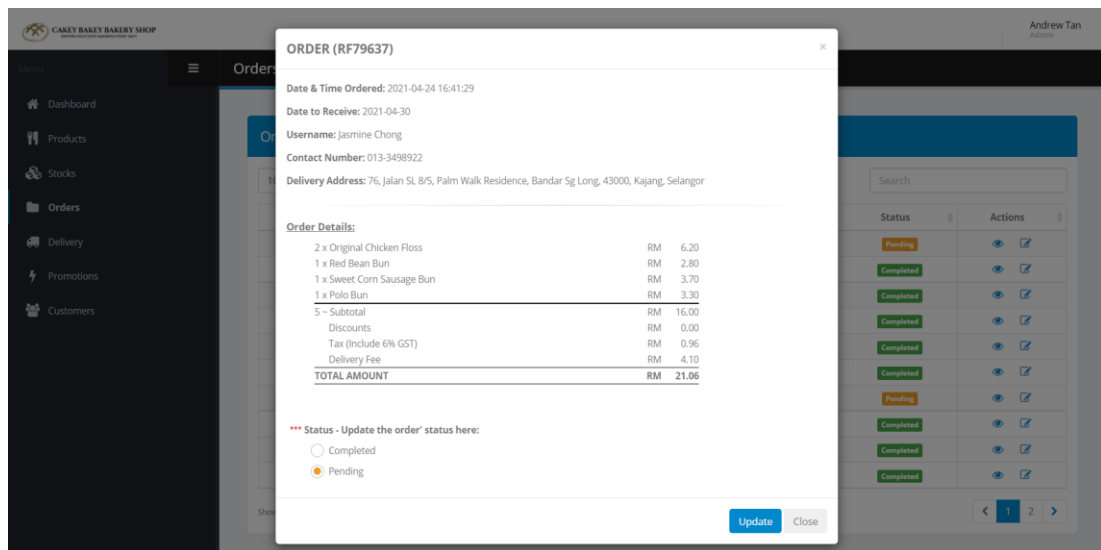 CAKEY BAKEY BAKERY SHOP
Andrew Tan
Admin
Menu
Orders
Dashboard
Products
Stocks
Orders
Delivery
Promotions
Customers
ORDER (RF79637)
×
Date & Time Ordered: 2021-04-24 16:41:29
Date to Receive: 2021-04-30
Username: Jasmine Chong
Contact Number: 013-3498922
Delivery Address: 76, Jalan SL 8/5, Palm Walk Residence, Bandar Sg Long, 43000, Kajang, Selangor
Order Details:
2 x Original Chicken Floss RM 6.20
1 x Red Bean Bun RM 2.80
1 x Sweet Corn Sausage Bun RM 3.70
1 x Polo Bun RM 3.30
5 ~ Subtotal RM 16.00
Discounts RM 0.00
Tax (Include 6% GST) RM 0.96
Delivery Fee RM 4.10
TOTAL AMOUNT RM 21.06
*** Status - Update the order' status here:
Completed
Pending
Update Close
Search
Status Actions
Pending
Completed
Completed
Completed
Completed
Completed
Pending
Completed
Completed
Completed
Show
< 1 2 >